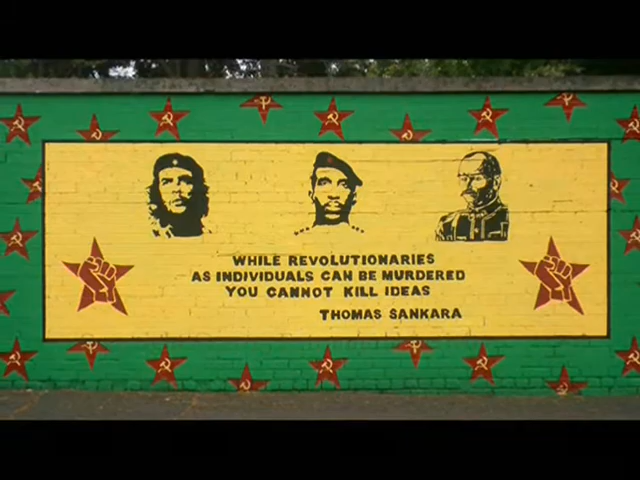 WHILE REVOLUTIONARIES
AS INDIVIDUALS CAN BE MURDERED
YOU CANNOT KILL IDEAS
THOMAS SANKARA